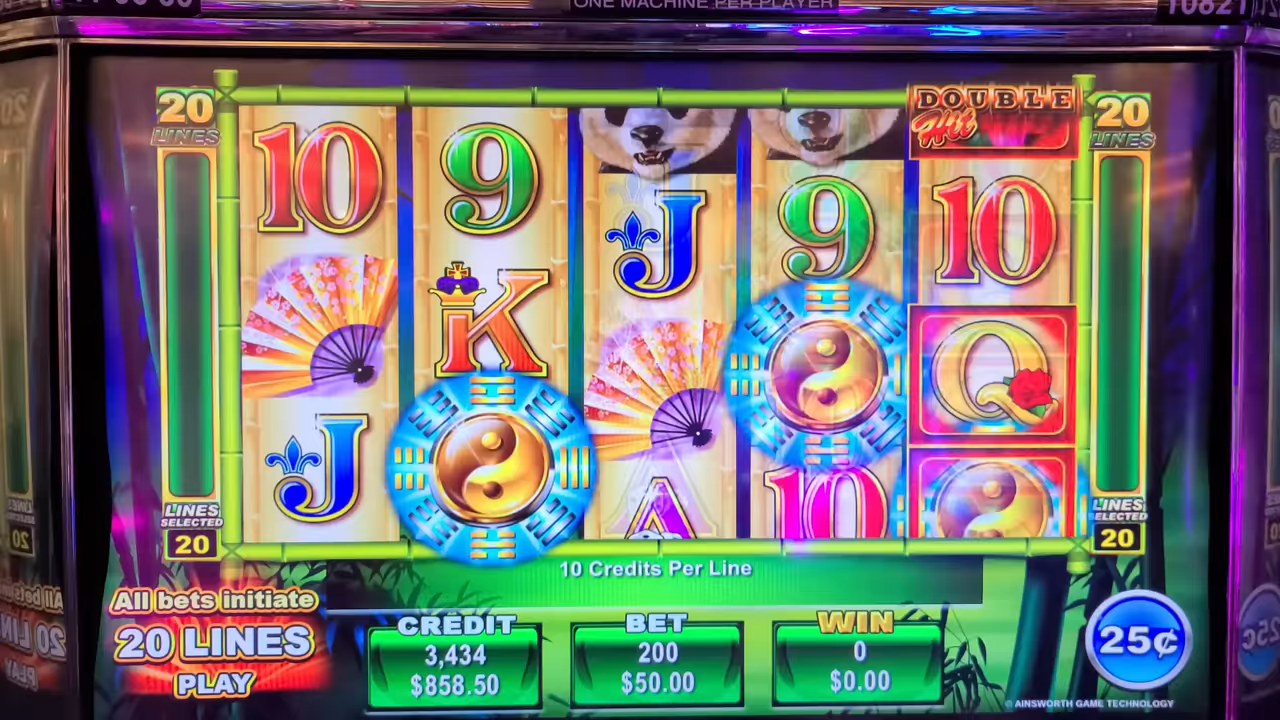 ONE MACHINE PER PLAYER
10821
20 LINES
DOUBLE
Hit
20 LINES
10 9 J 9 10
K Q
J A 10
LINES SELECTED
20
LINES SELECTED
20
10 Credits Per Line
All bets initiate
20 LINES
PLAY
CREDIT
3,434
$858.50
BET
200
$50.00
WIN
0
$0.00
25¢
© AINSWORTH GAME TECHNOLOGY